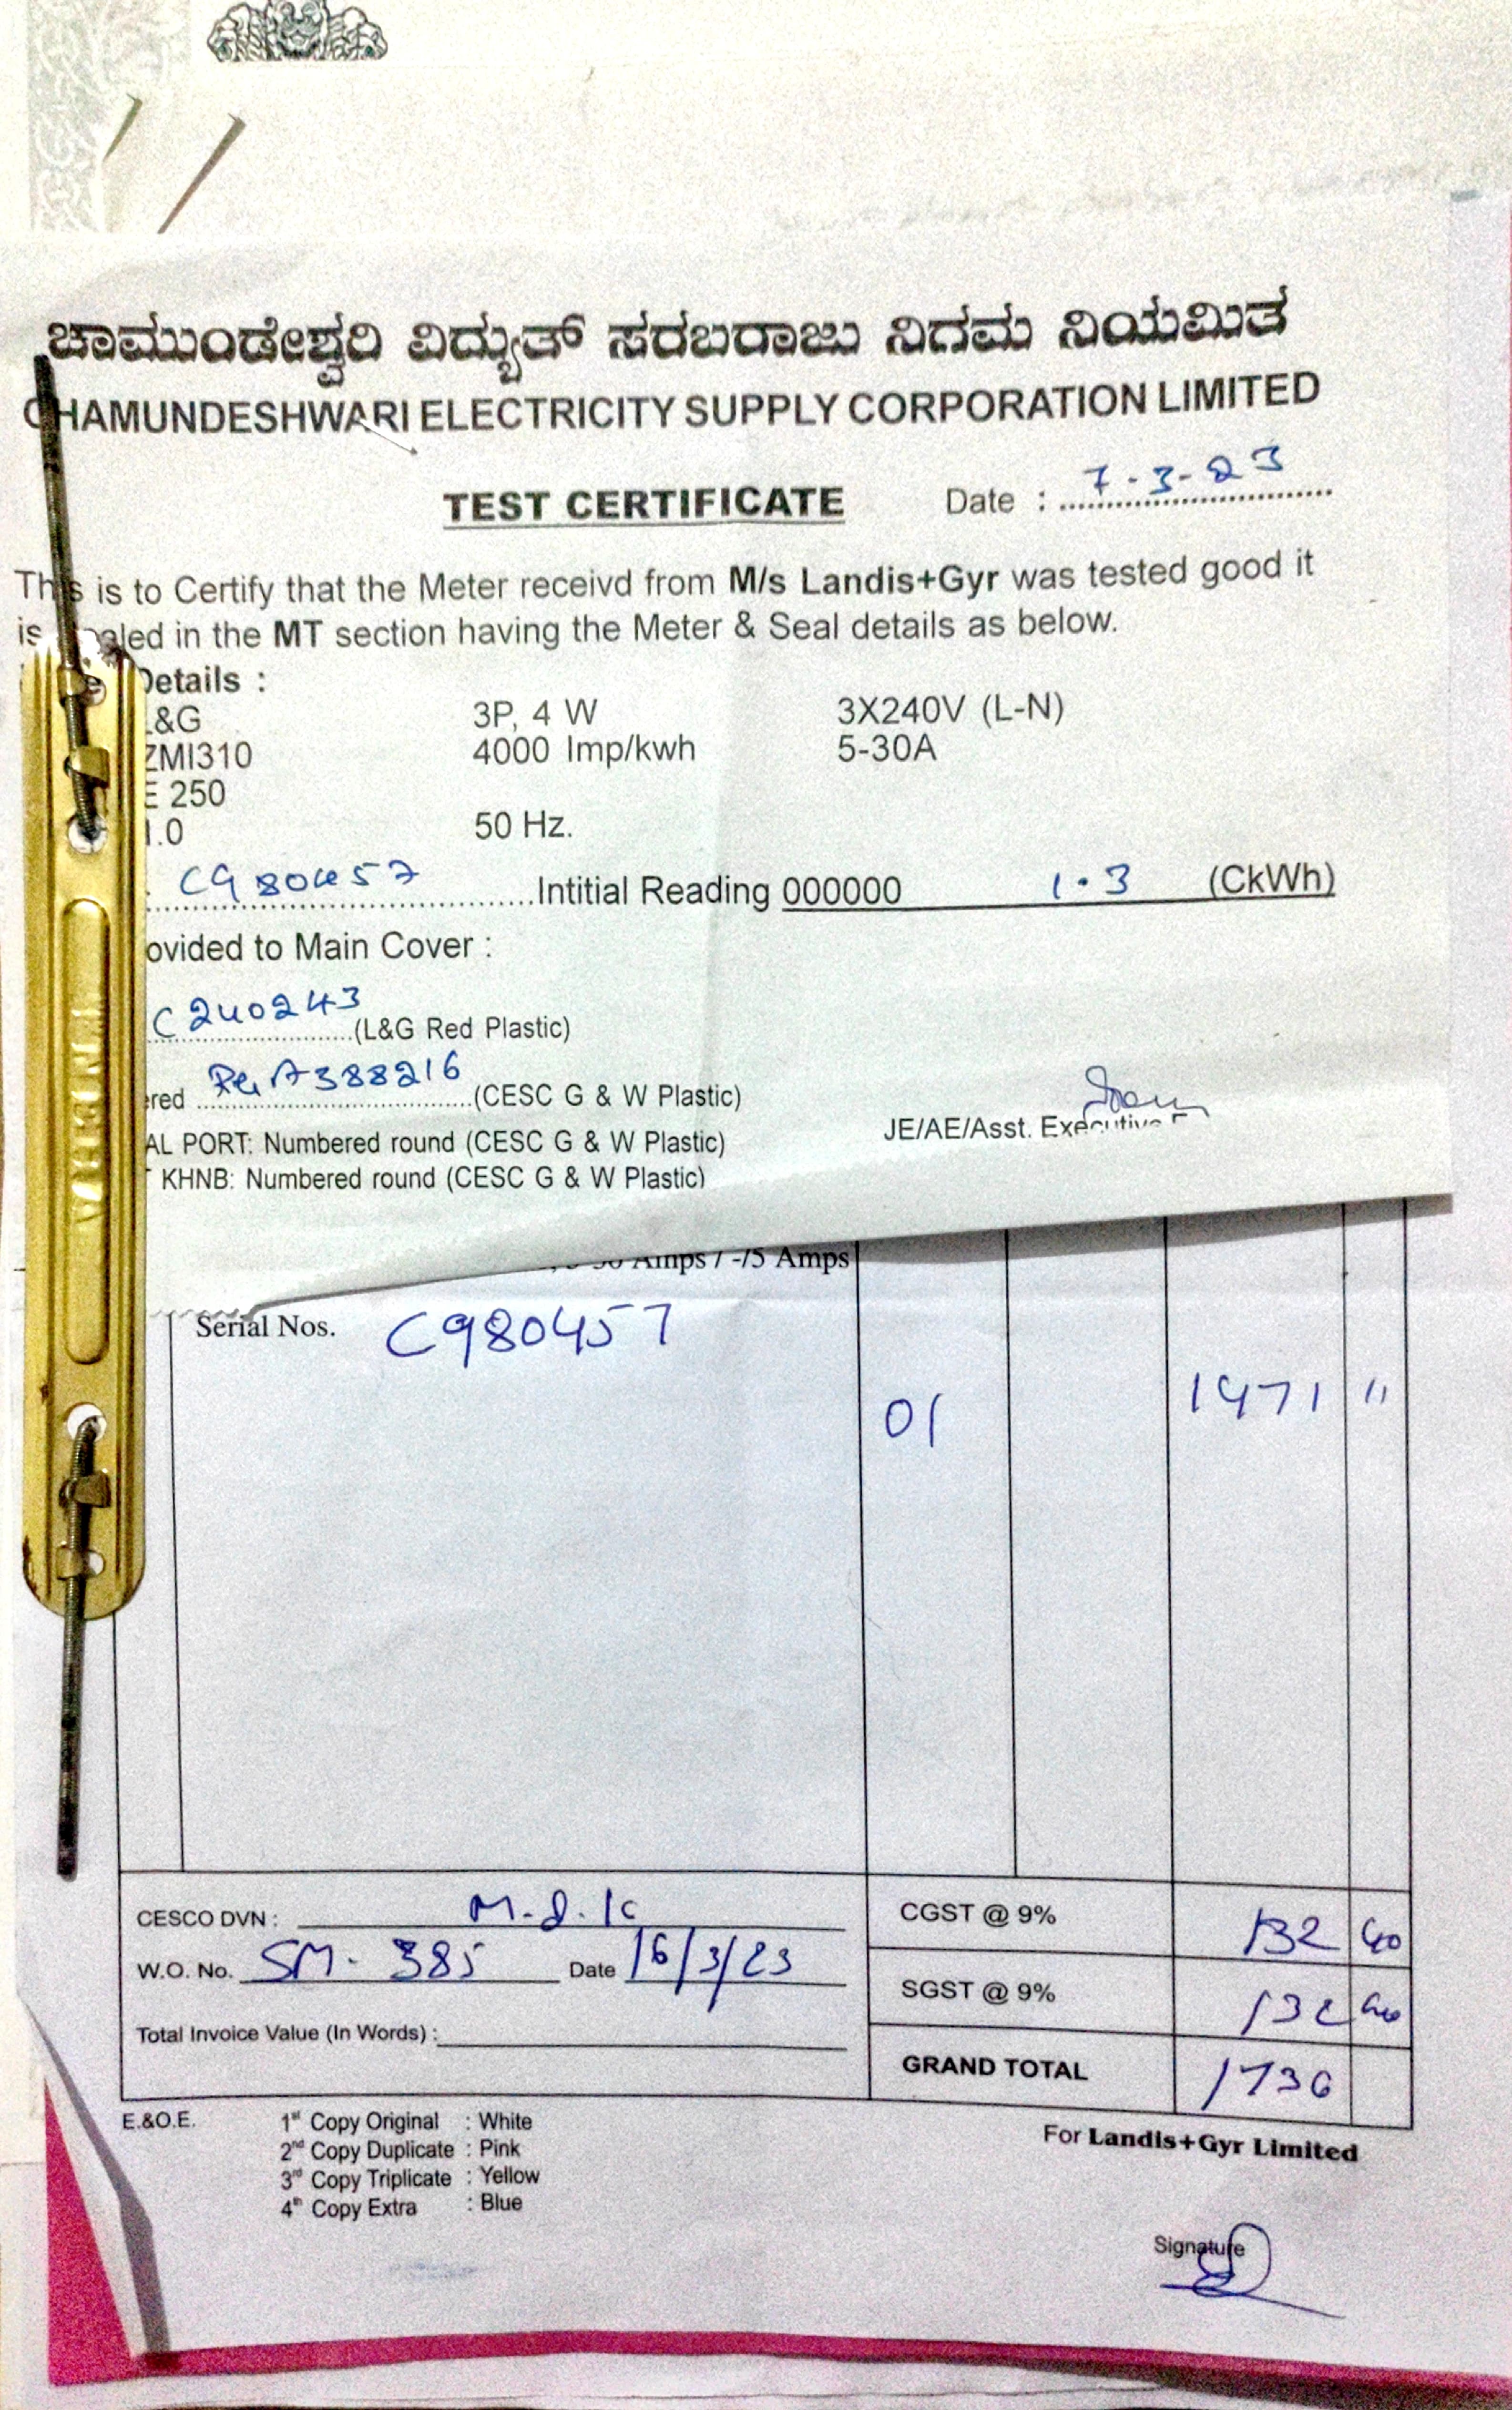 ಚಾಮುಂಡೇಶ್ವರಿ ವಿದ್ಯುತ್ ಸರಬರಾಜು ನಿಗಮ ನಿಯಮಿತ
CHAMUNDESHWARI ELECTRICITY SUPPLY CORPORATION LIMITED
TEST CERTIFICATE Date : 7-3-23
This is to Certify that the Meter receivd from M/s Landis+Gyr was tested good it
is sealed in the MT section having the Meter & Seal details as below.
Details :
L&G 3P, 4 W 3X240V (L-N)
ZMI310 4000 Imp/kwh 5-30A
E 250
1.0 50 Hz.
C980457 Intitial Reading 000000 1.3 (CkWh)
ovided to Main Cover :
C240243 (L&G Red Plastic)
red A388216 (CESC G & W Plastic)
AL PORT: Numbered round (CESC G & W Plastic) JE/AE/Asst. Executive
KHNB: Numbered round (CESC G & W Plastic)
Amps / -/5 Amps
Serial Nos. C980457
01 1471 "
CESCO DVN : CGST @ 9% 132 40
W.O. No. SM- 385 Date 16/3/23
SGST @ 9% 132 40
Total Invoice Value (In Words) :
GRAND TOTAL 1736
E.&O.E. 1st Copy Original : White
2nd Copy Duplicate : Pink
3rd Copy Triplicate : Yellow
4th Copy Extra : Blue
For Landis+Gyr Limited
Signature